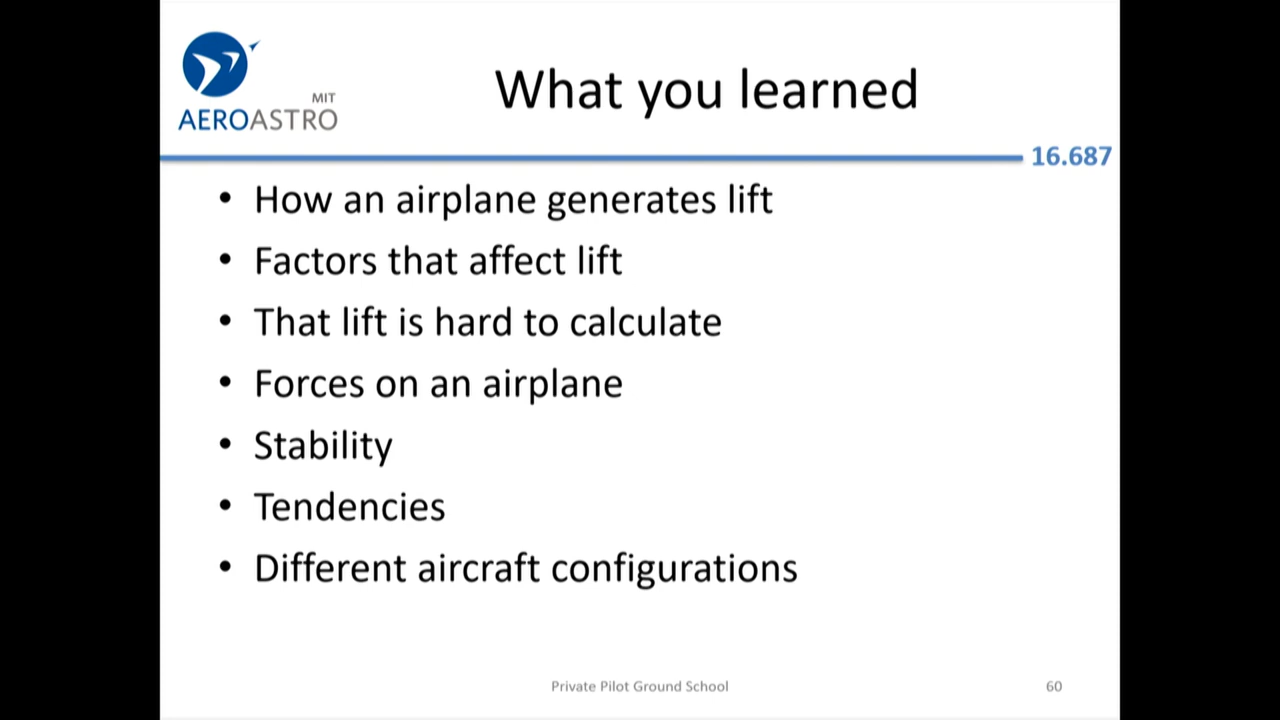 MIT
AEROASTRO
What you learned
16.687
• How an airplane generates lift
• Factors that affect lift
• That lift is hard to calculate
• Forces on an airplane
• Stability
• Tendencies
• Different aircraft configurations
Private Pilot Ground School
60